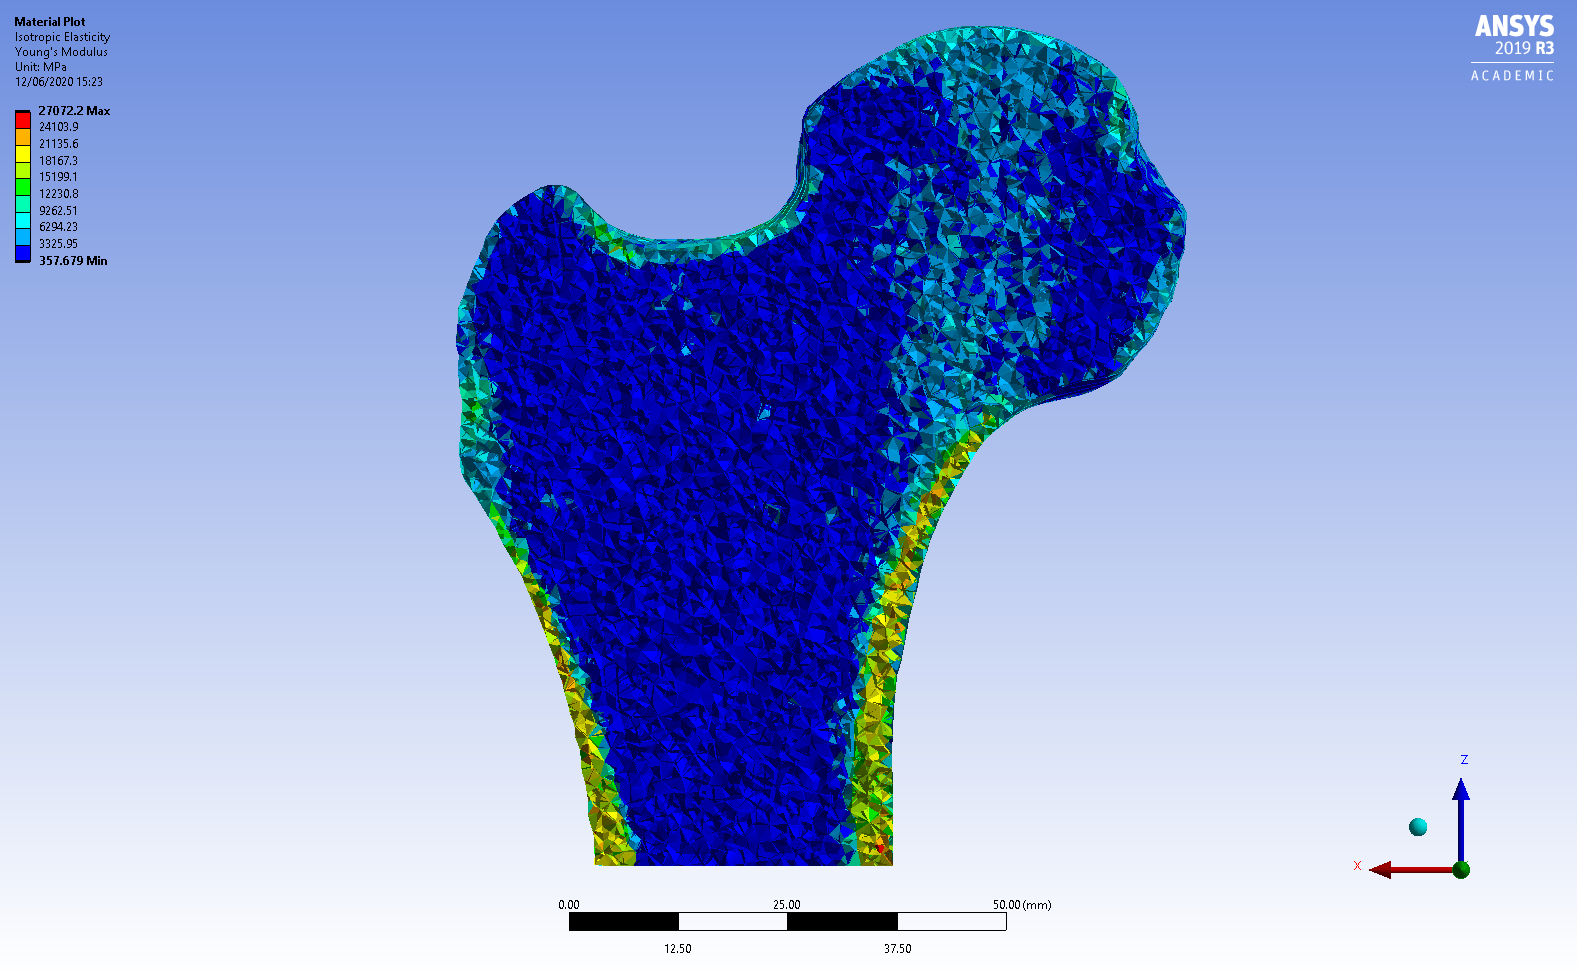 Material Plot
Isotropic Elasticity
Young's Modulus
Unit: MPa
12/06/2020 15:23
27072.2 Max
24103.9
21135.6
18167.3
15199.1
12230.8
9262.51
6294.23
3325.95
357.679 Min
ANSYS
2019 R3
ACADEMIC
Z
X
0.00 25.00 50.00 (mm)
12.50 37.50